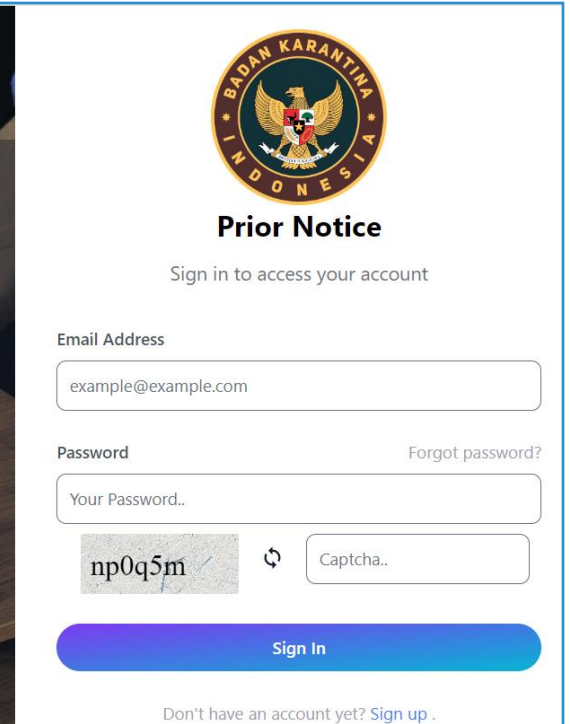 BADAN KARANTINA
INDONESIA
Prior Notice
Sign in to access your account
Email Address
example@example.com
Password Forgot password?
Your Password..
np0q5m Captcha..
Sign In
Don't have an account yet? Sign up .